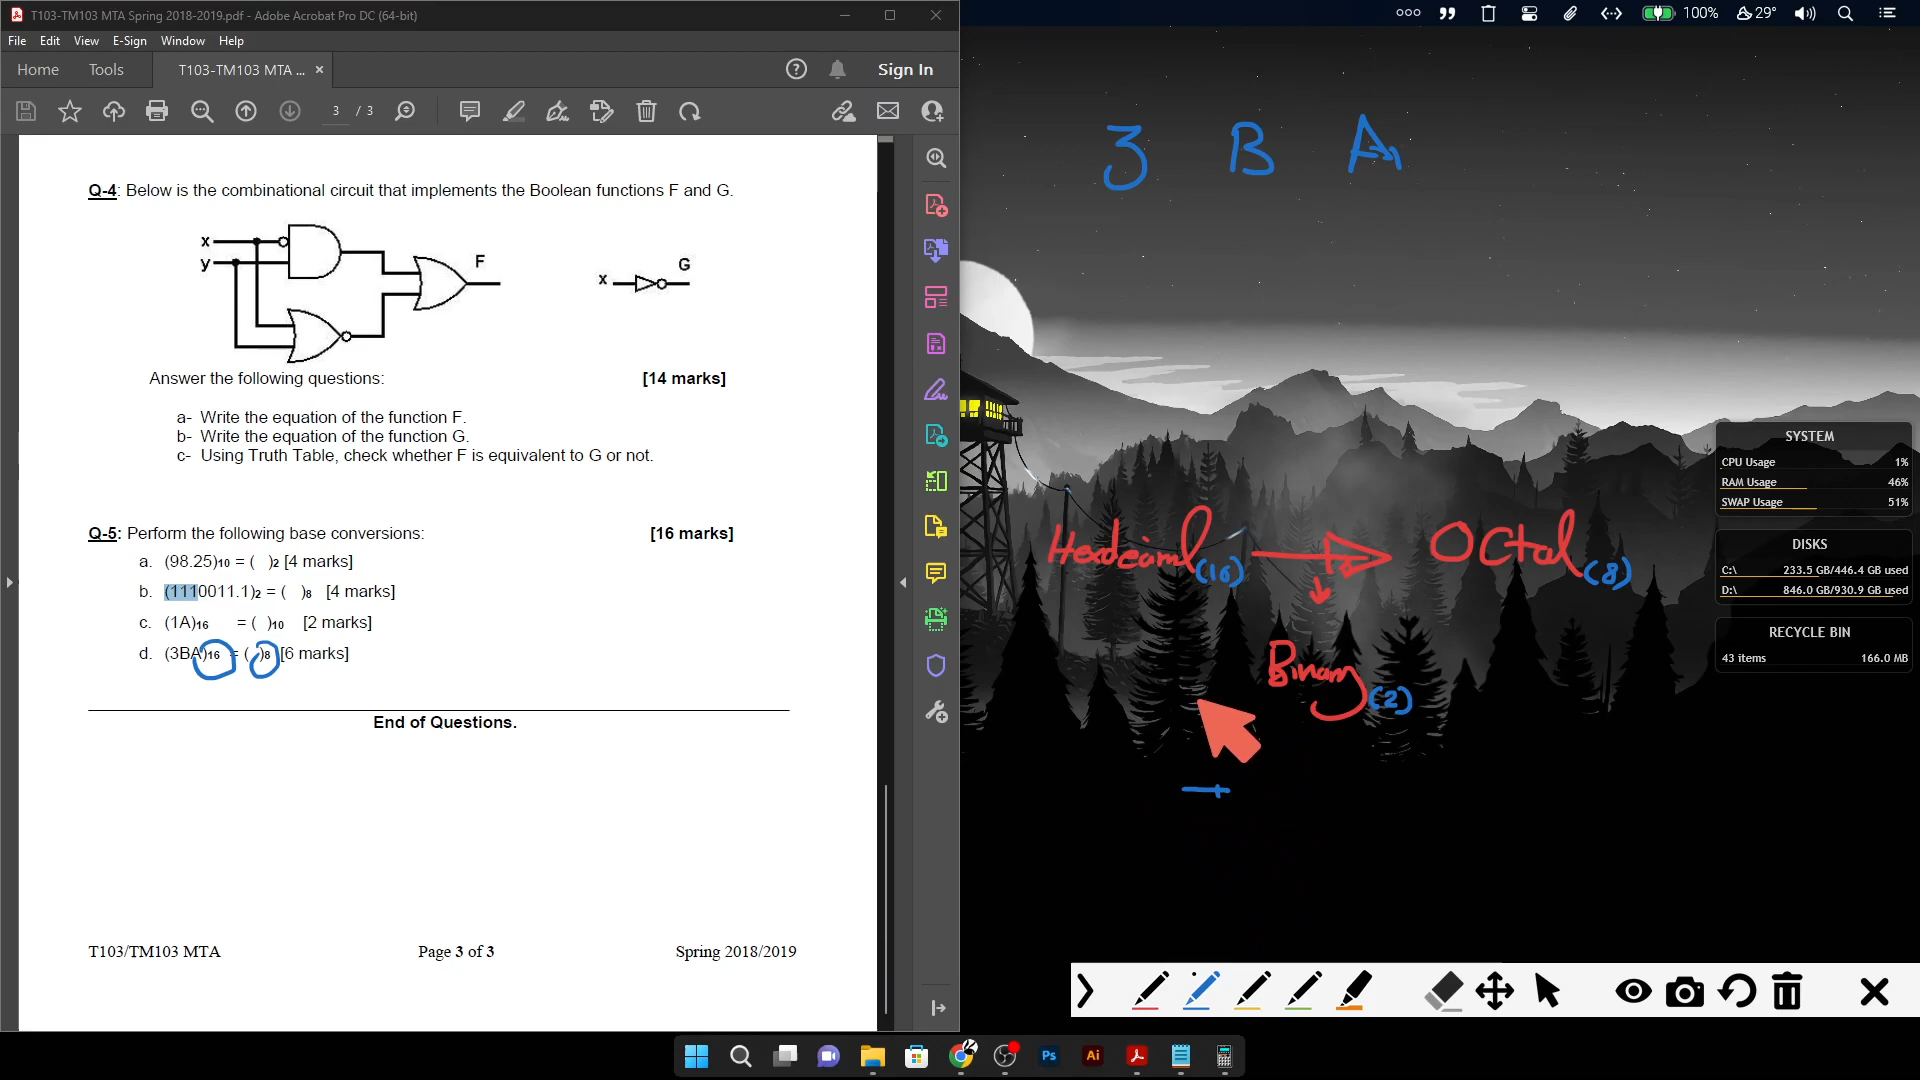 T103-TM103 MTA Spring 2018-2019.pdf - Adobe Acrobat Pro DC (64-bit)
File Edit View E-Sign Window Help
Home Tools T103-TM103 MTA ... × Sign In
3 / 3
100% 29°
Q-4: Below is the combinational circuit that implements the Boolean functions F and G.
x
y
F
x
G
Answer the following questions: [14 marks]
a- Write the equation of the function F.
b- Write the equation of the function G.
c- Using Truth Table, check whether F is equivalent to G or not.
Q-5: Perform the following base conversions: [16 marks]
a. (98.25)10 = ( )2 [4 marks]
b. (1110011.1)2 = ( )8 [4 marks]
c. (1A)16 = ( )10 [2 marks]
d. (3BA)16 = ( )8 [6 marks]
End of Questions.
T103/TM103 MTA Page 3 of 3 Spring 2018/2019
3 B A
Hexdeciaml(16) OCtal(8)
Binary(2)
SYSTEM
CPU Usage 1%
RAM Usage 46%
SWAP Usage 51%
DISKS
C:\ 233.5 GB/446.4 GB used
D:\ 846.0 GB/930.9 GB used
RECYCLE BIN
43 items 166.0 MB
Ps Ai